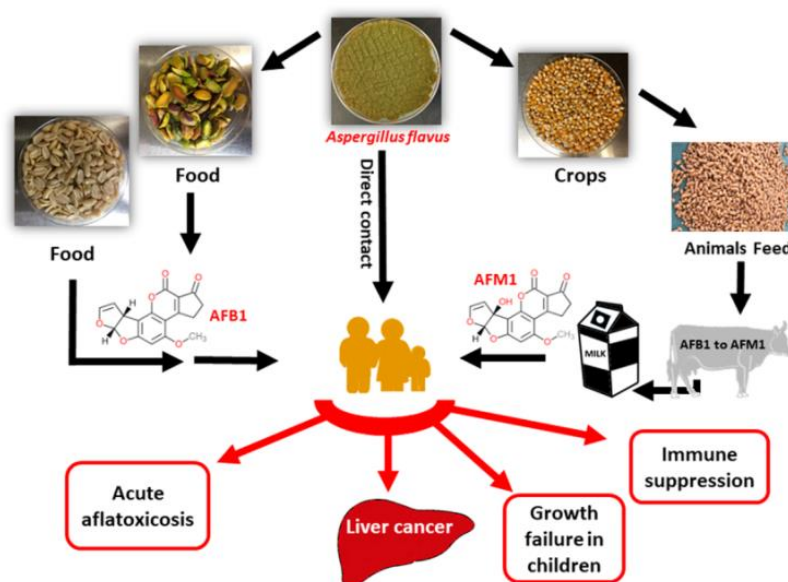 Aspergillus flavus
Food
Crops
Food
Direct contact
Animals Feed
AFB1
AFM1
O
O
O
O
O
CH₃
H
H
O
O
OH
O
O
O
CH₃
H
MILK
AFB1 to AFM1
Acute
aflatoxicosis
Liver cancer
Growth
failure in
children
Immune
suppression